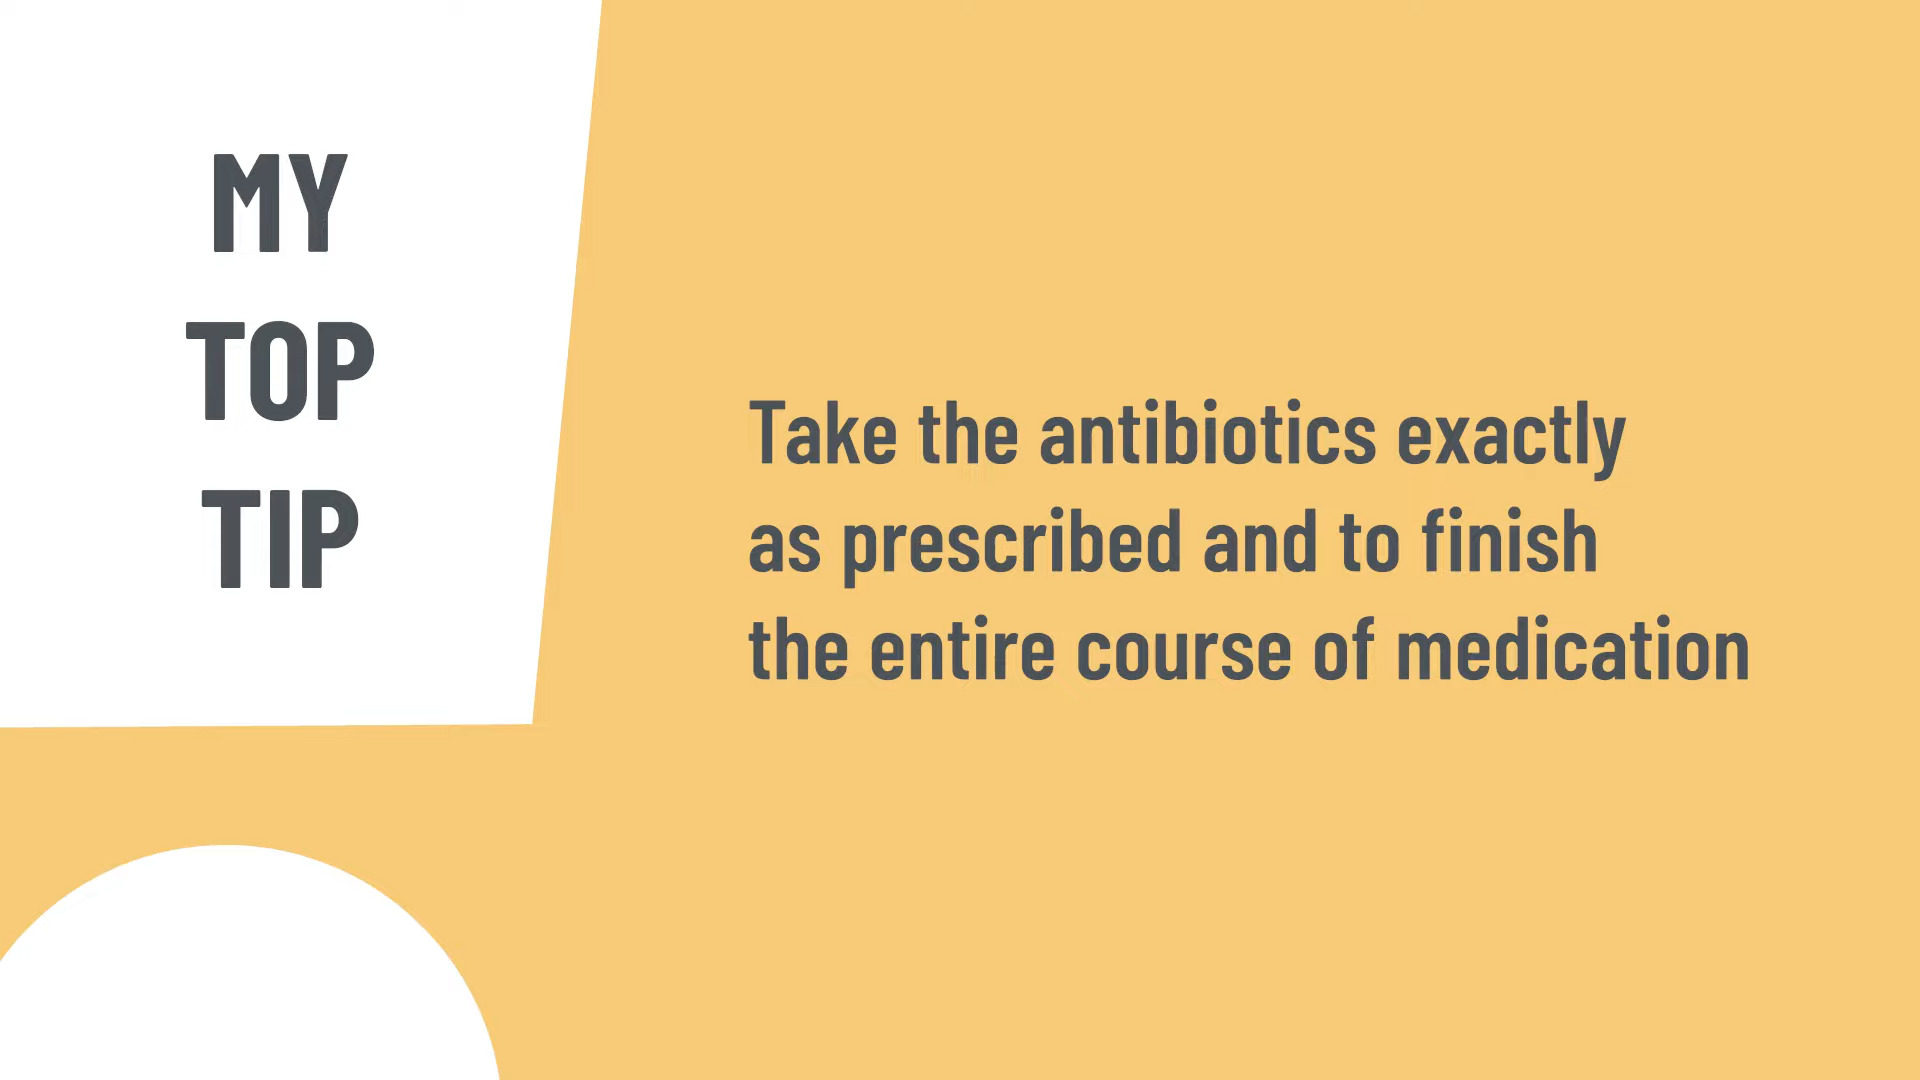 MY
TOP
TIP
Take the antibiotics exactly
as prescribed and to finish
the entire course of medication